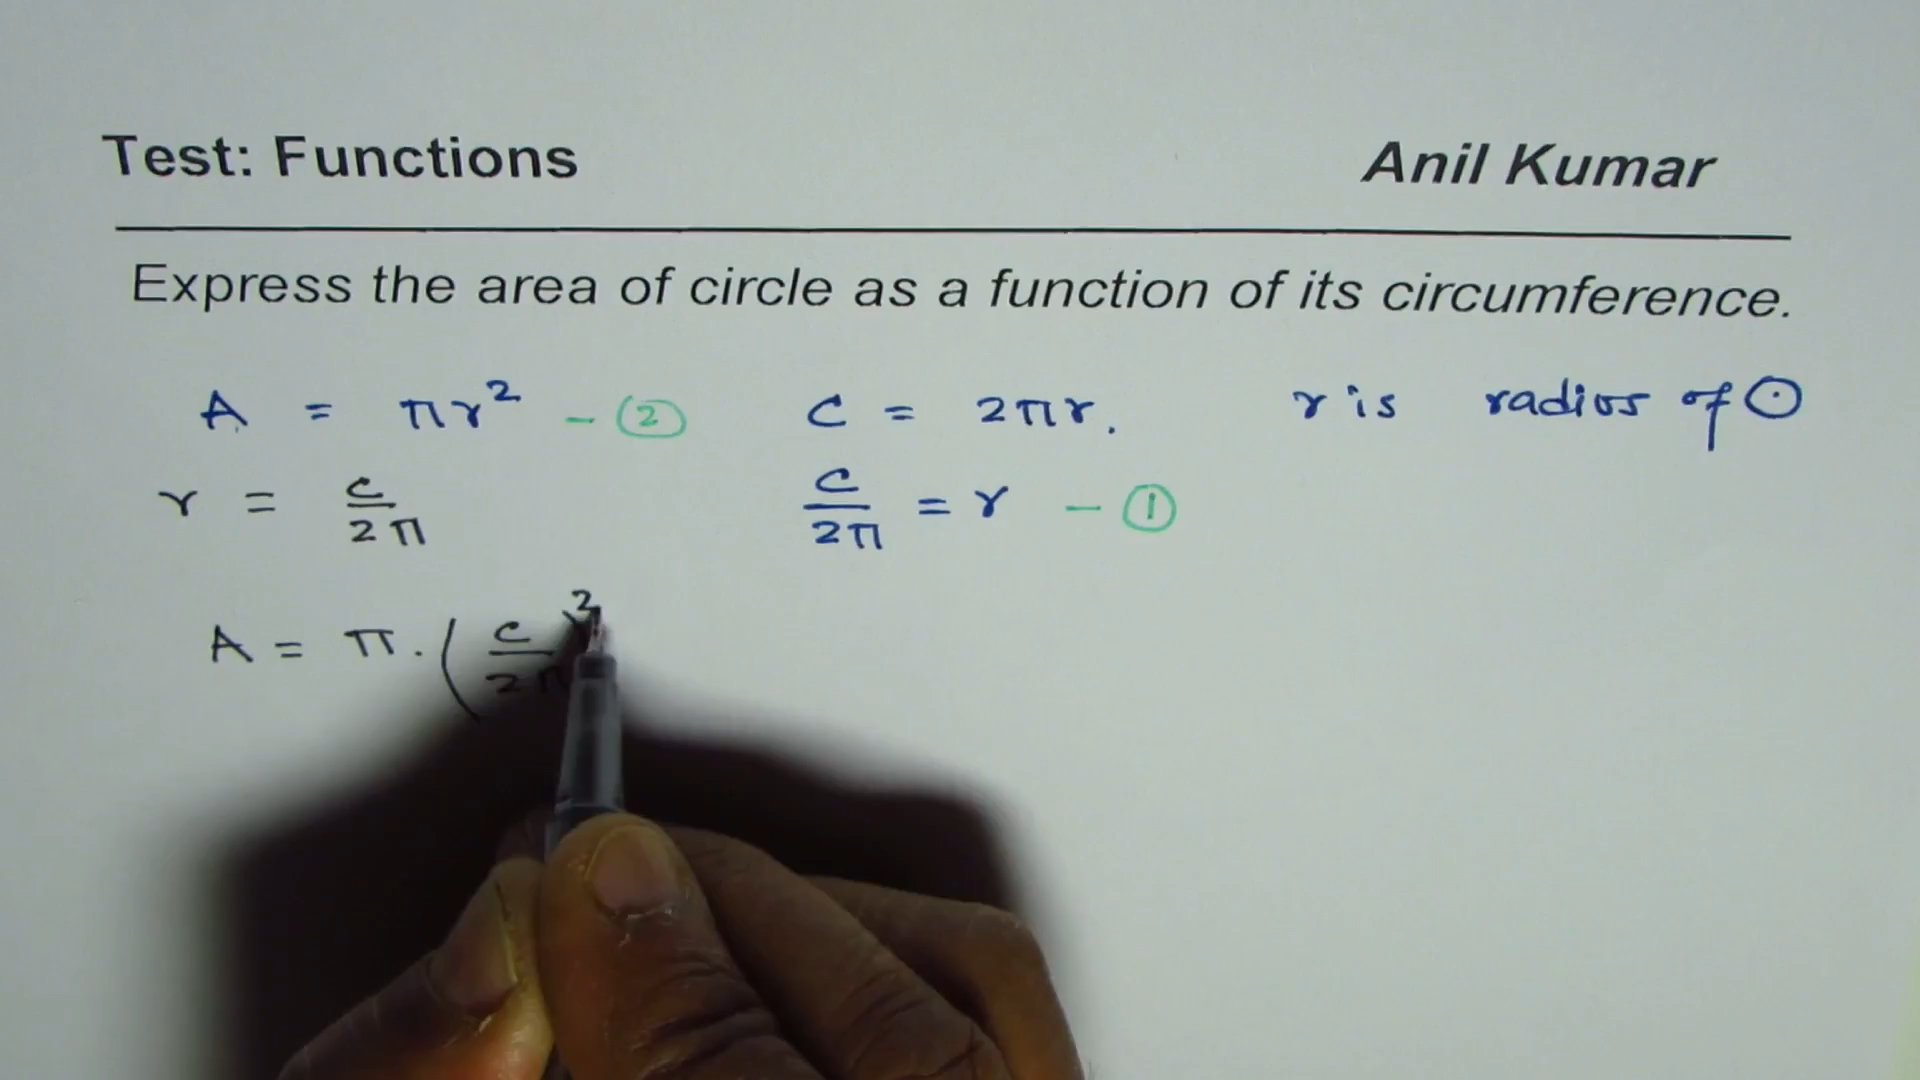 Test: Functions Anil Kumar
Express the area of circle as a function of its circumference.
A = πr² - ② C = 2πr. r is radios of ⊙
r = c/2π c/2π = r - ①
A = π. (c/2π)²